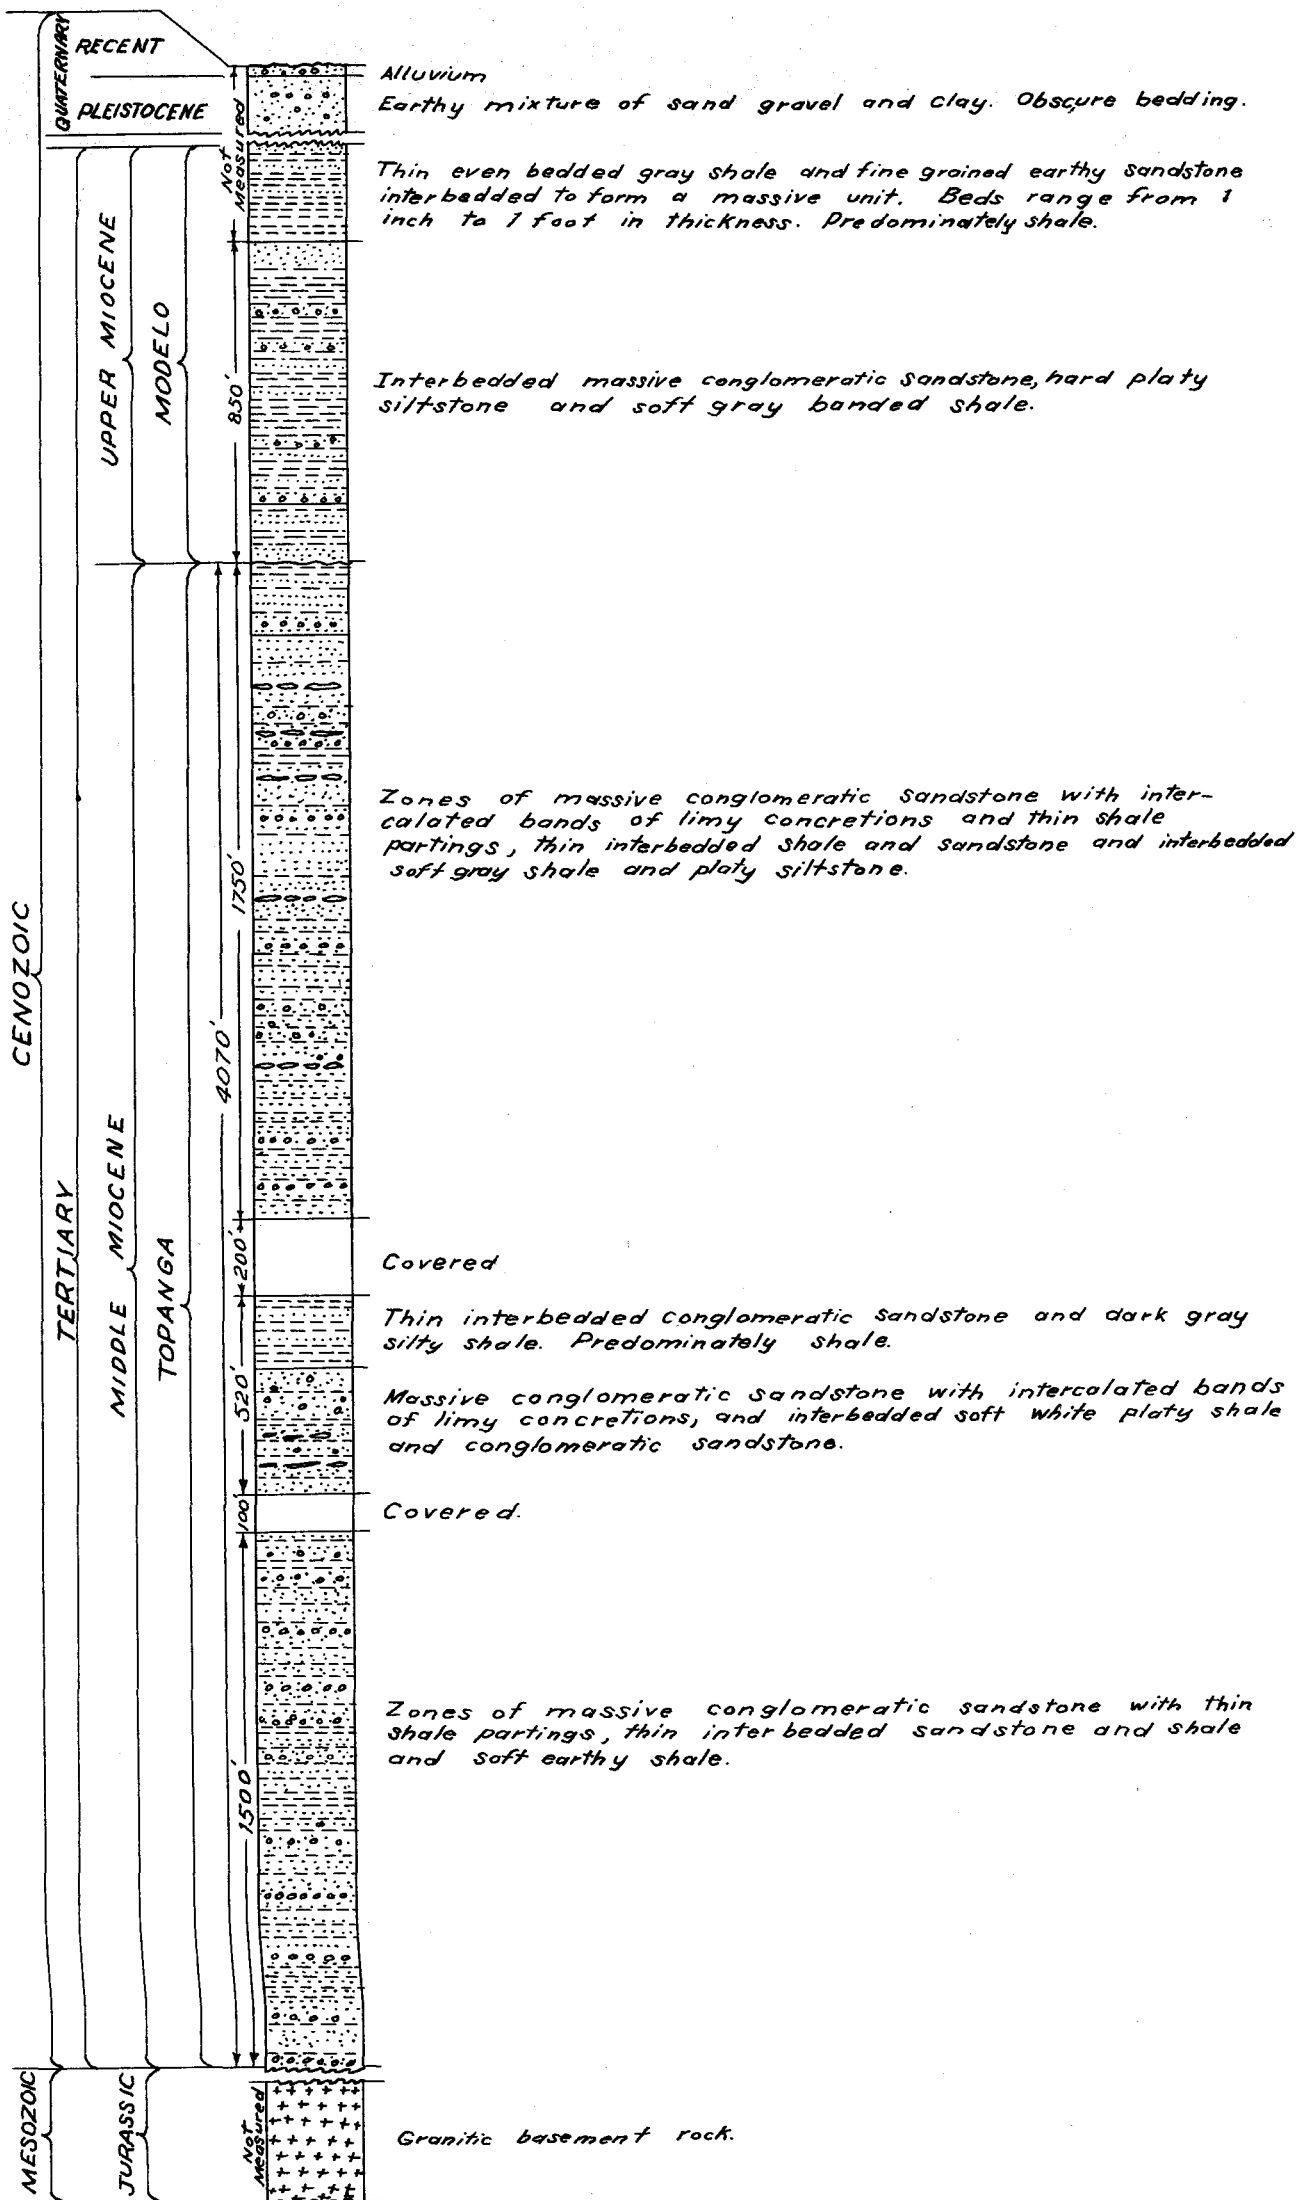 QUATERNARY
RECENT
PLEISTOCENE
Not
Measured
Alluvium
Earthy mixture of sand gravel and clay. Obscure bedding.
Thin even bedded gray shale and fine grained earthy sandstone
interbedded to form a massive unit. Beds range from 1
inch to 1 foot in thickness. Predominately shale.
UPPER MIOCENE
MODELO
850'
Interbedded massive conglomeratic sandstone, hard platy
siltstone and soft gray banded shale.
CENOZOIC
TERTIARY
MIDDLE MIOCENE
TOPANGA
4070'
1750'
Zones of massive conglomeratic sandstone with inter-
calated bands of limy concretions and thin shale
partings, thin interbedded shale and sandstone and interbedded
soft gray shale and platy siltstone.
200'
Covered
520'
Thin interbedded conglomeratic sandstone and dark gray
silty shale. Predominately shale.
Massive conglomeratic sandstone with intercalated bands
of limy concretions, and interbedded soft white platy shale
and conglomeratic sandstone.
100'
Covered.
1500'
Zones of massive conglomeratic sandstone with thin
shale partings, thin interbedded sandstone and shale
and soft earthy shale.
MESOZOIC
JURASSIC
Not
Measured
Granitic basement rock.